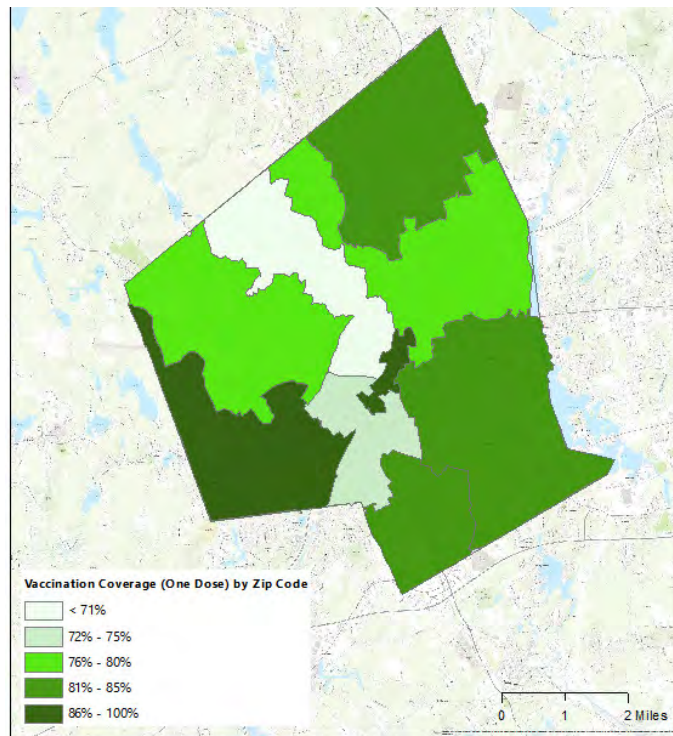 Vaccination Coverage (One Dose) by Zip Code
< 71%
72% - 75%
76% - 80%
81% - 85%
86% - 100%
0 1 2 Miles